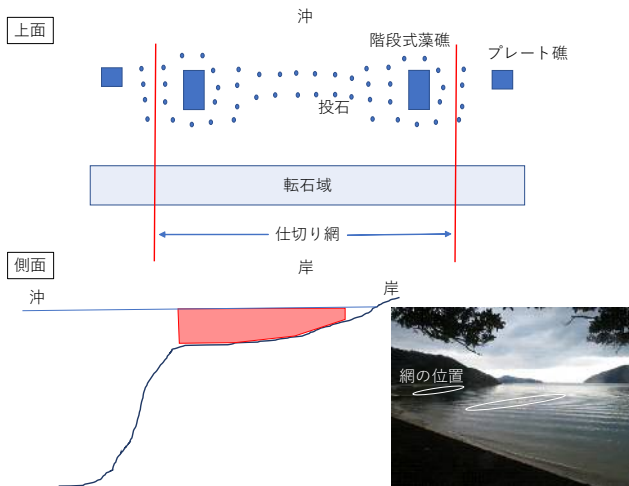 上面
沖
階段式藻礁
プレート礁
投石
転石域
仕切り網
岸
側面
沖
岸
網の位置